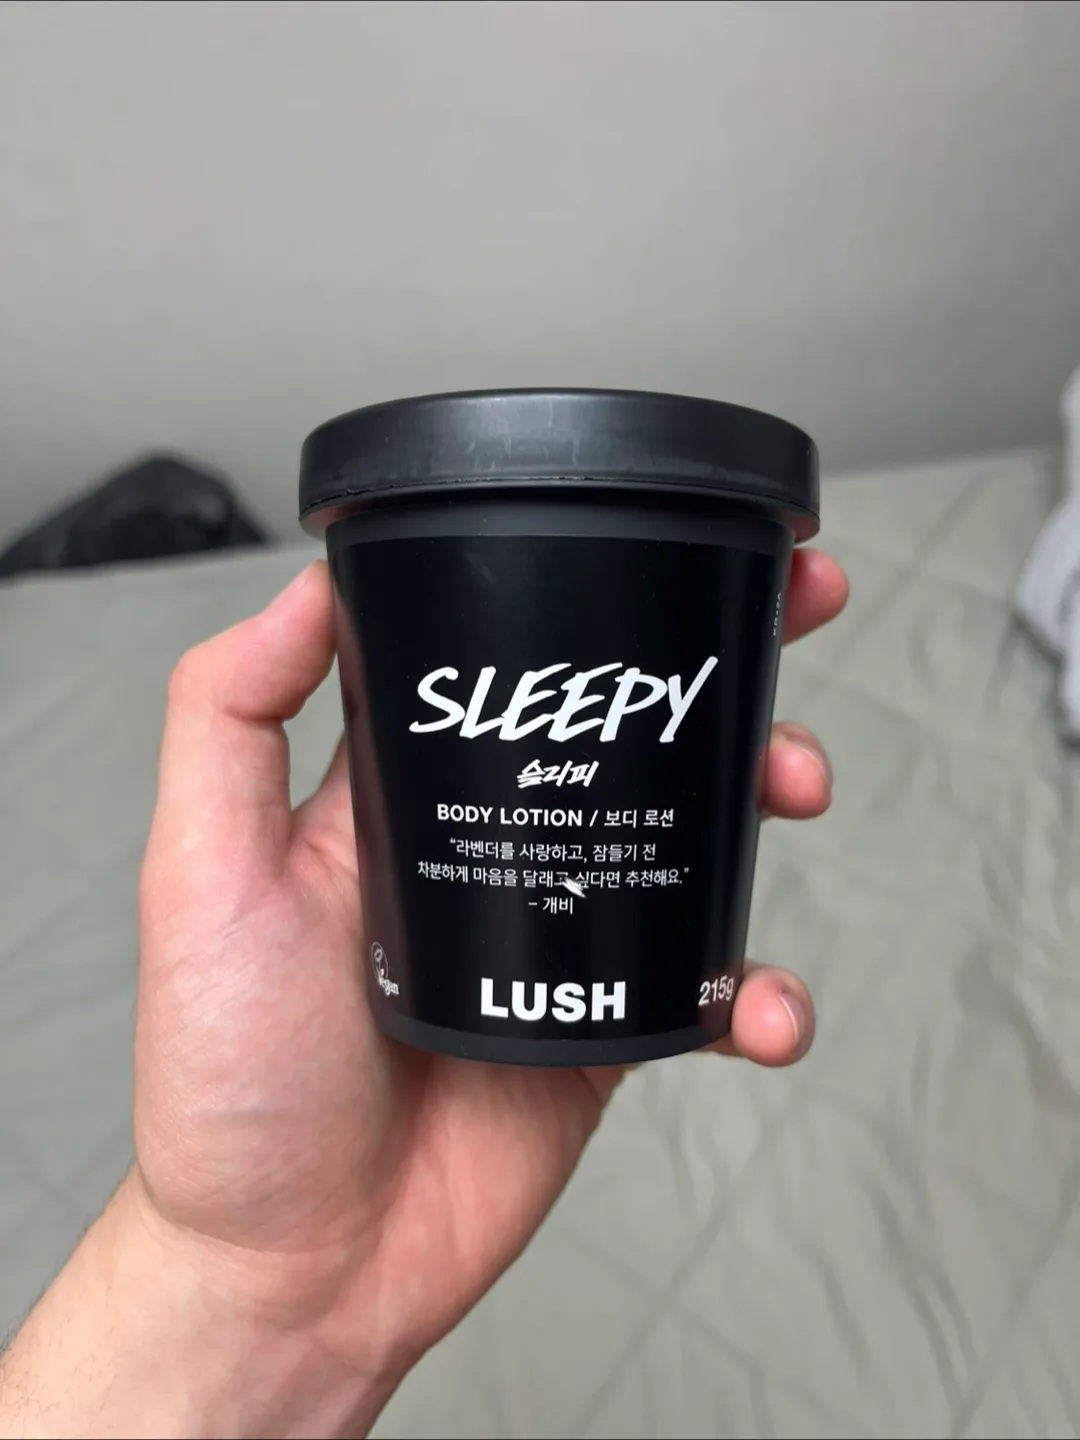 SLEEPY
슬리피
BODY LOTION / 보디 로션
“라벤더를 사랑하고, 잠들기 전
차분하게 마음을 달래고 싶다면 추천해요.”
– 개비
Vegan
LUSH
215g